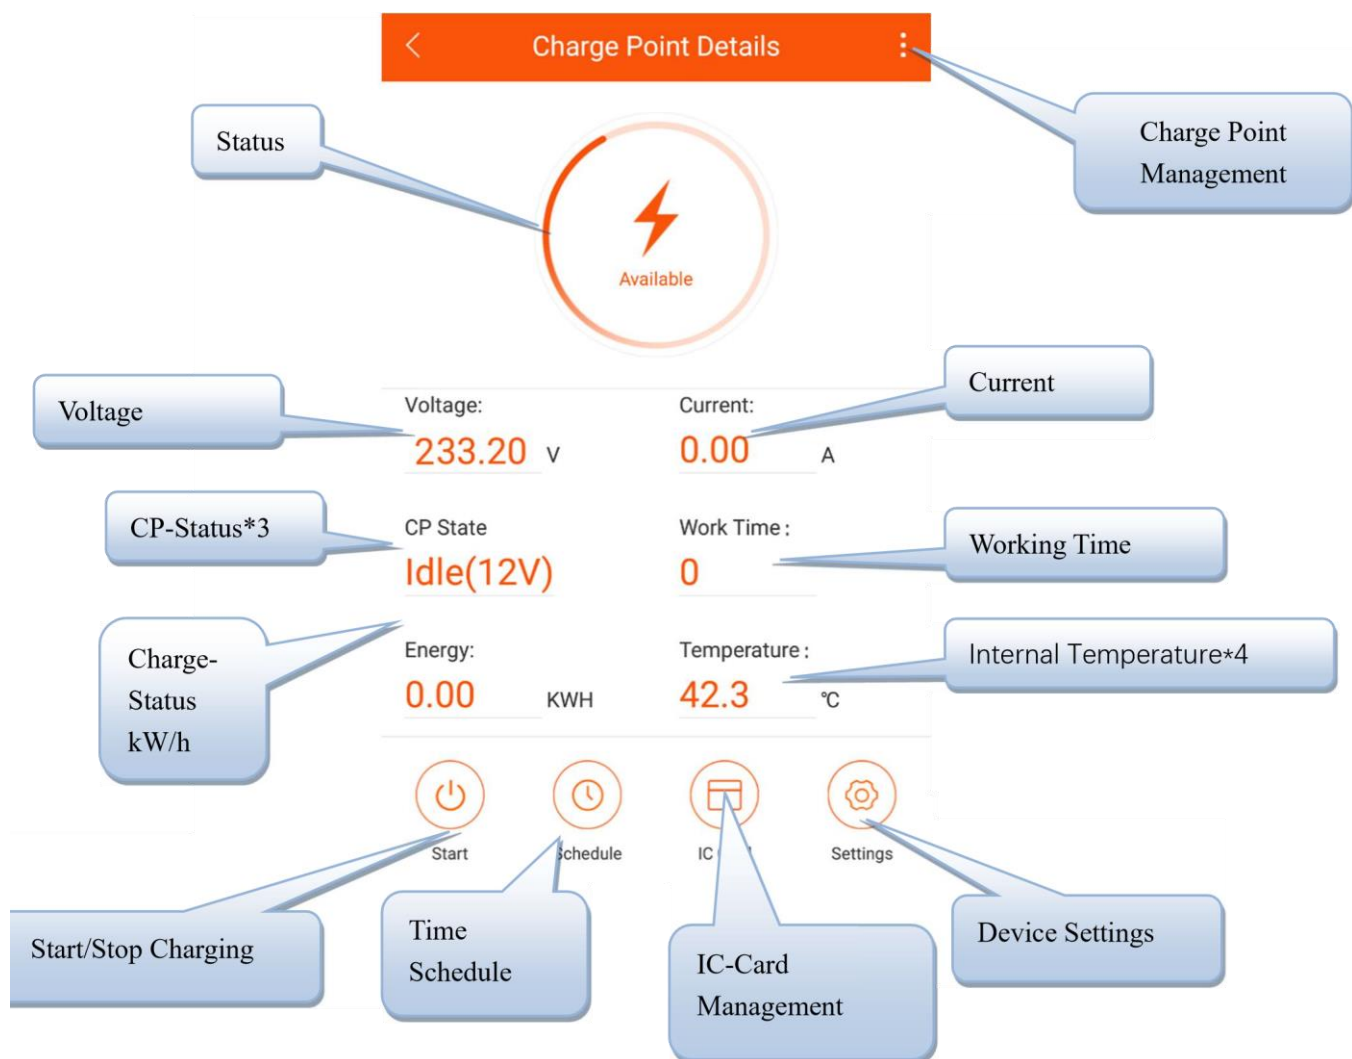 Charge Point Details
Status
Charge Point
Management
Available
Voltage
Voltage:
233.20 V
Current:
0.00 A
Current
CP-Status*3
CP State
Idle(12V)
Work Time :
0
Working Time
Charge-
Status
kW/h
Energy:
0.00 KWH
Temperature :
42.3 ℃
Internal Temperature*4
Start
Schedule
IC
Settings
Start/Stop Charging
Time
Schedule
IC-Card
Management
Device Settings